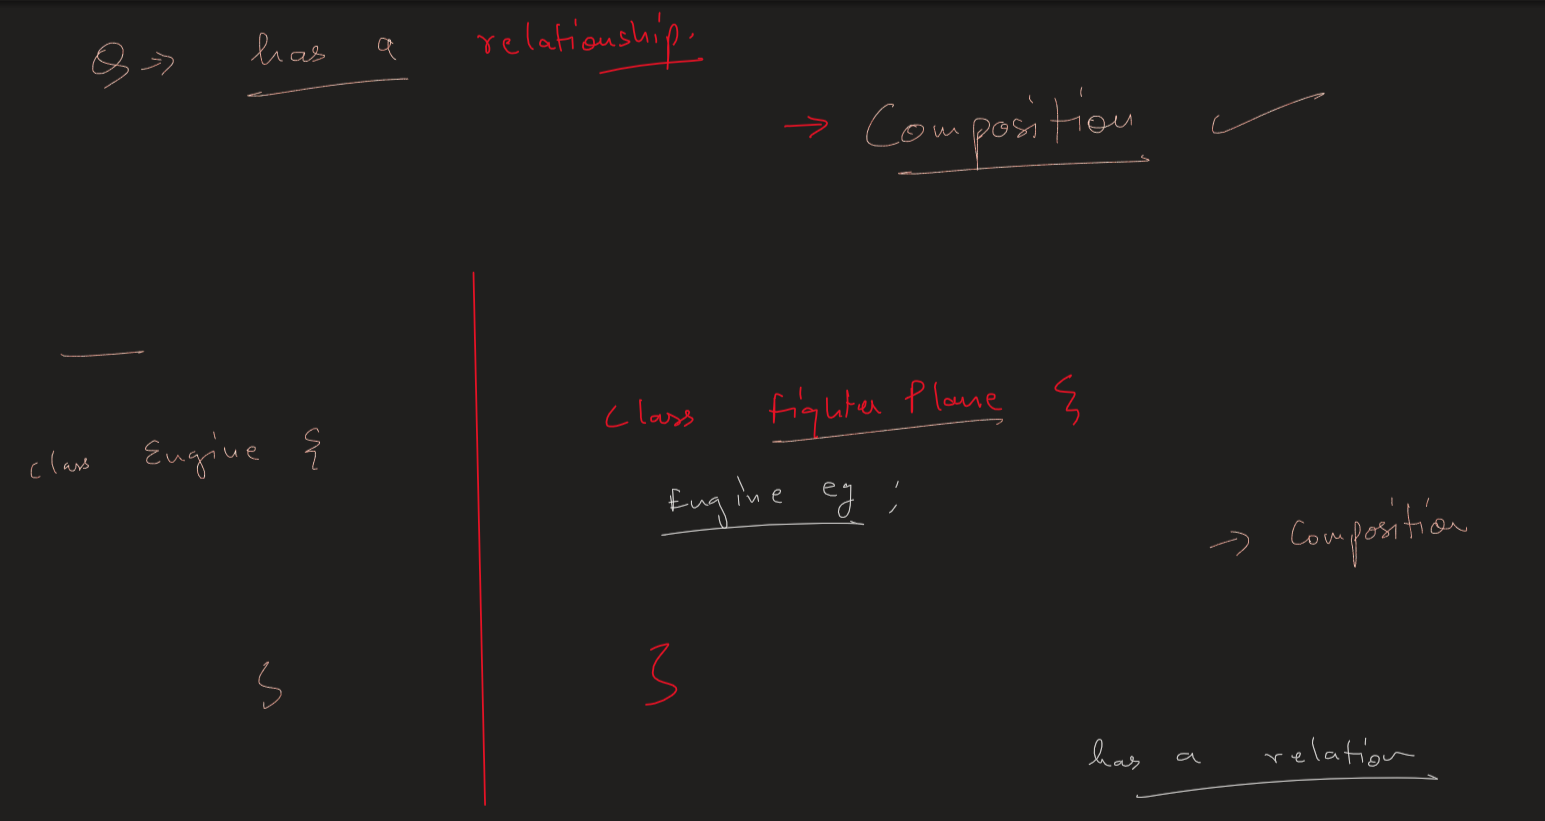 Q ⇒ has a relationship.
→ Composition ✓
class Engine {
}
class fighter Plane {
Engine eg ;
}
→ Composition
has a relation